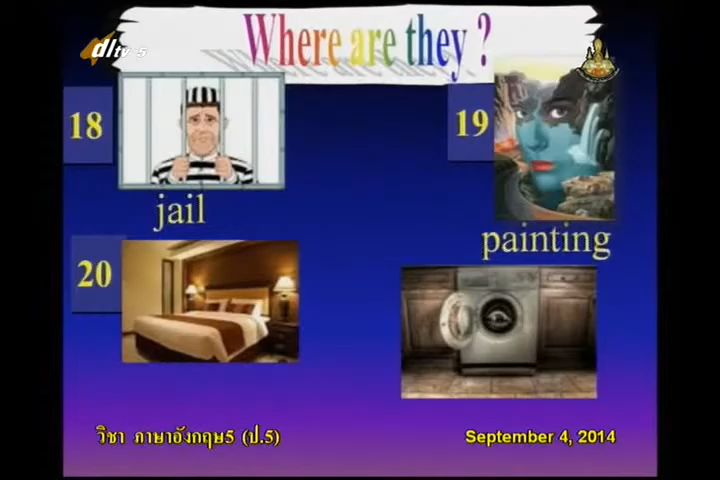 dltv 5
Where are they ?
18
19
jail
painting
20
วิชา ภาษาอังกฤษ5 (ป.5)
September 4, 2014